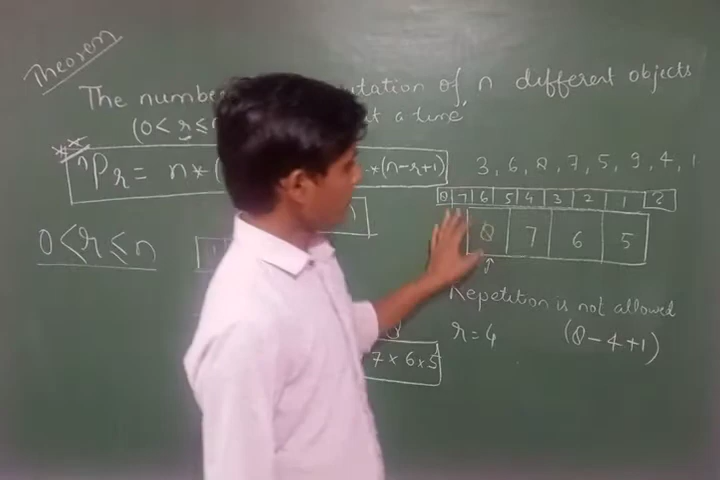 Theorem
The number utation of n different objects
(0 < r ≤ n at a time,
** nPr = n * ( * (n-r+1)
3, 6, 8, 7, 5, 9, 4, 1
8 7 6 5 4 3 2 1
0 < r ≤ n
8 7 6 5
Repetition is not allowed
r = 4 (8 - 4 + 1)
7 × 6 × 5